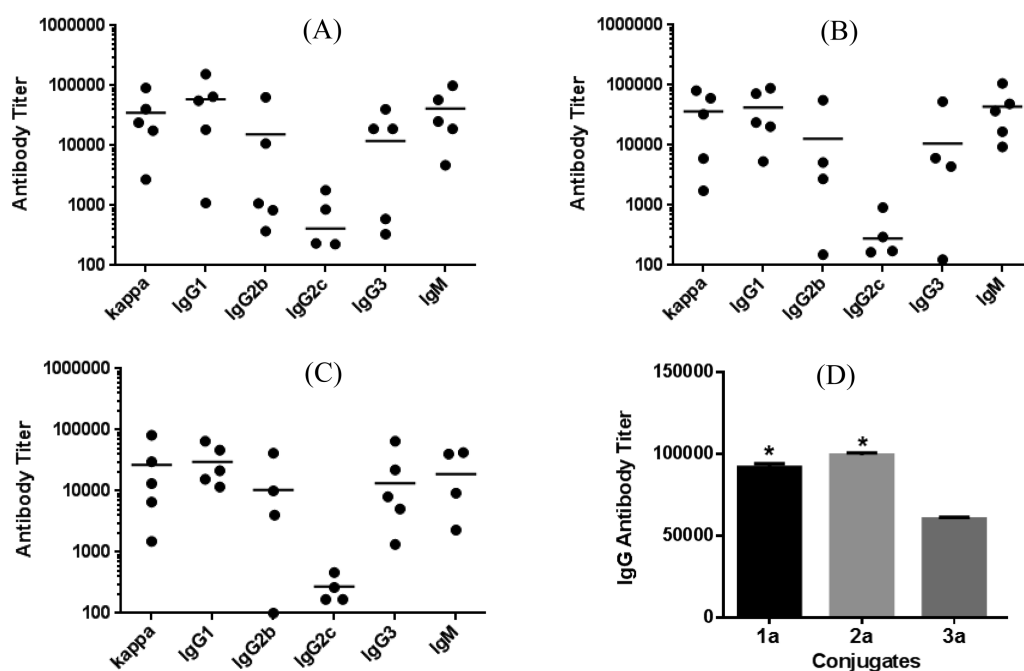 (A)
Antibody Titer
1000000
100000
10000
1000
100
kappa
IgG1
IgG2b
IgG2c
IgG3
IgM
(B)
Antibody Titer
1000000
100000
10000
1000
100
kappa
IgG1
IgG2b
IgG2c
IgG3
IgM
(C)
Antibody Titer
1000000
100000
10000
1000
100
kappa
IgG1
IgG2b
IgG2c
IgG3
IgM
(D)
IgG Antibody Titer
150000
100000
50000
0
*
*
1a
2a
3a
Conjugates